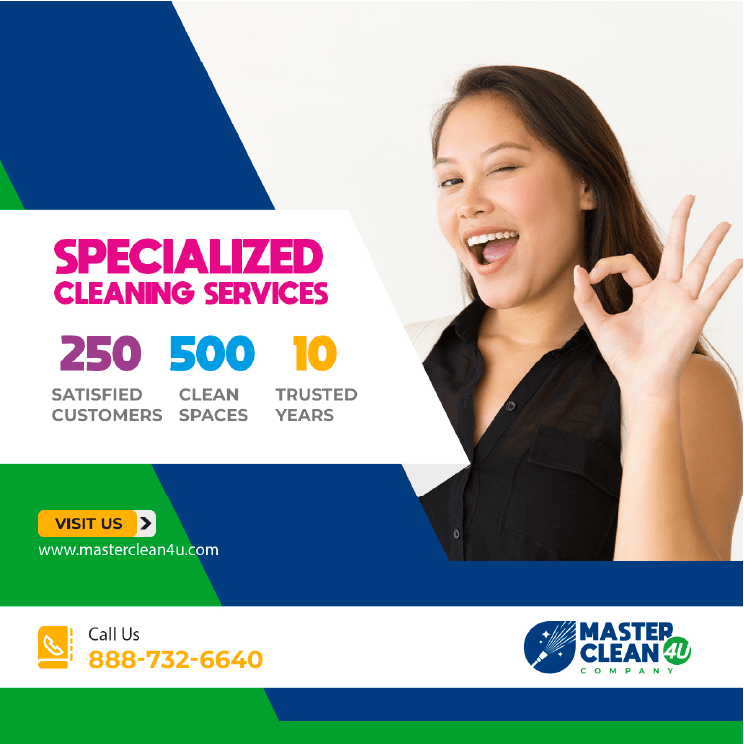 SPECIALIZED
CLEANING SERVICES
250 500 10
SATISFIED CLEAN TRUSTED
CUSTOMERS SPACES YEARS
VISIT US
www.masterclean4u.com
Call Us
888-732-6640
MASTER
CLEAN 4U
COMPANY